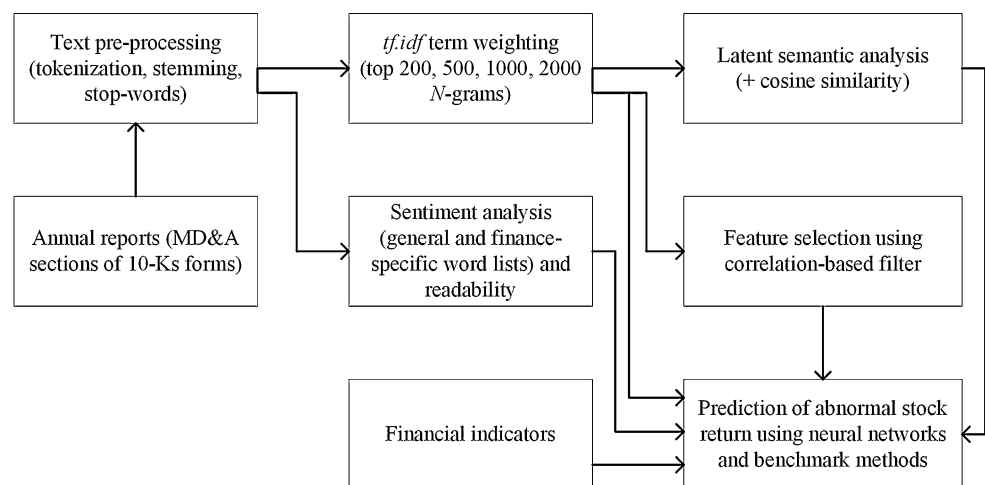 Text pre-processing
(tokenization, stemming,
stop-words)
tf.idf term weighting
(top 200, 500, 1000, 2000
N-grams)
Latent semantic analysis
(+ cosine similarity)
Annual reports (MD&A
sections of 10-Ks forms)
Sentiment analysis
(general and finance-
specific word lists) and
readability
Feature selection using
correlation-based filter
Financial indicators
Prediction of abnormal stock
return using neural networks
and benchmark methods